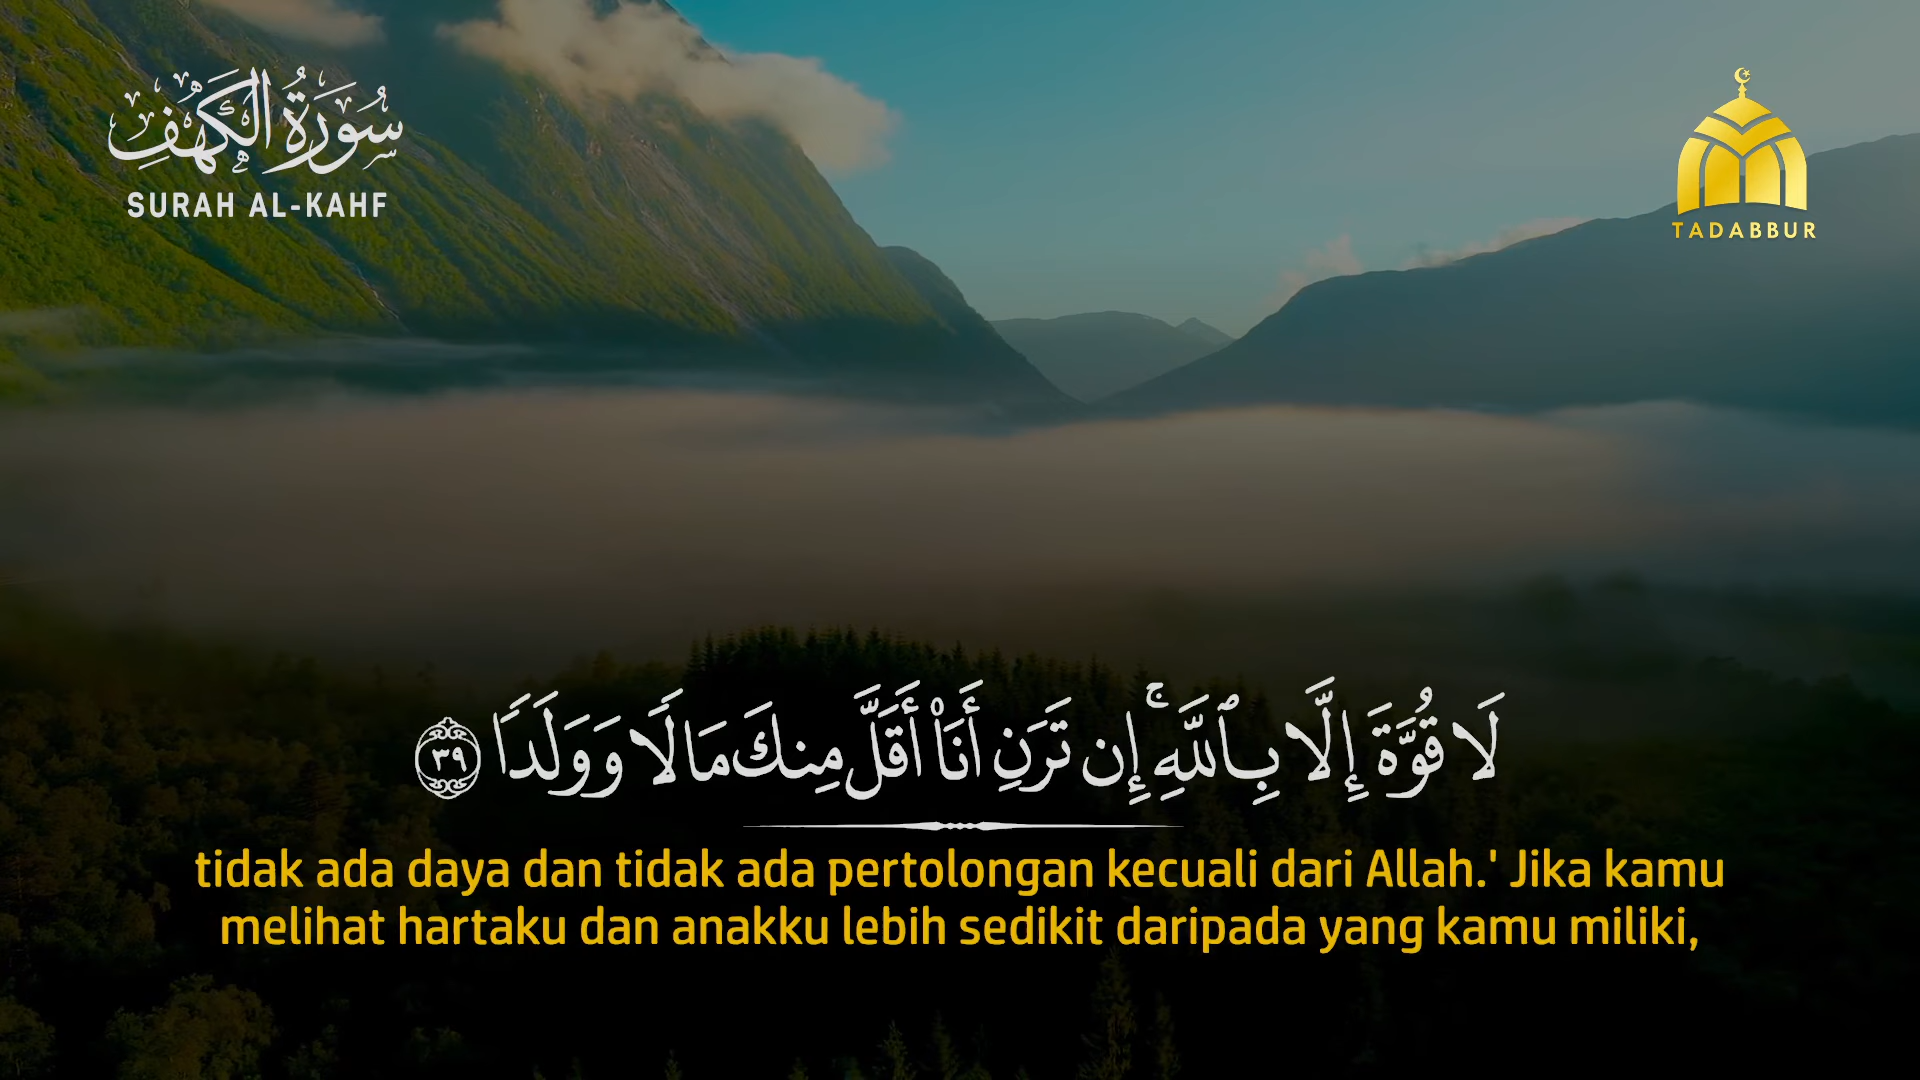 سُورَةُ الكَهْفِ
SURAH AL-KAHF
TADABBUR
لَا قُوَّةَ إِلَّا بِٱللَّهِ ۚ إِن تَرَنِ أَنَا۠ أَقَلَّ مِنكَ مَالًا وَوَلَدًا ٣٩
tidak ada daya dan tidak ada pertolongan kecuali dari Allah.' Jika kamu
melihat hartaku dan anakku lebih sedikit daripada yang kamu miliki,